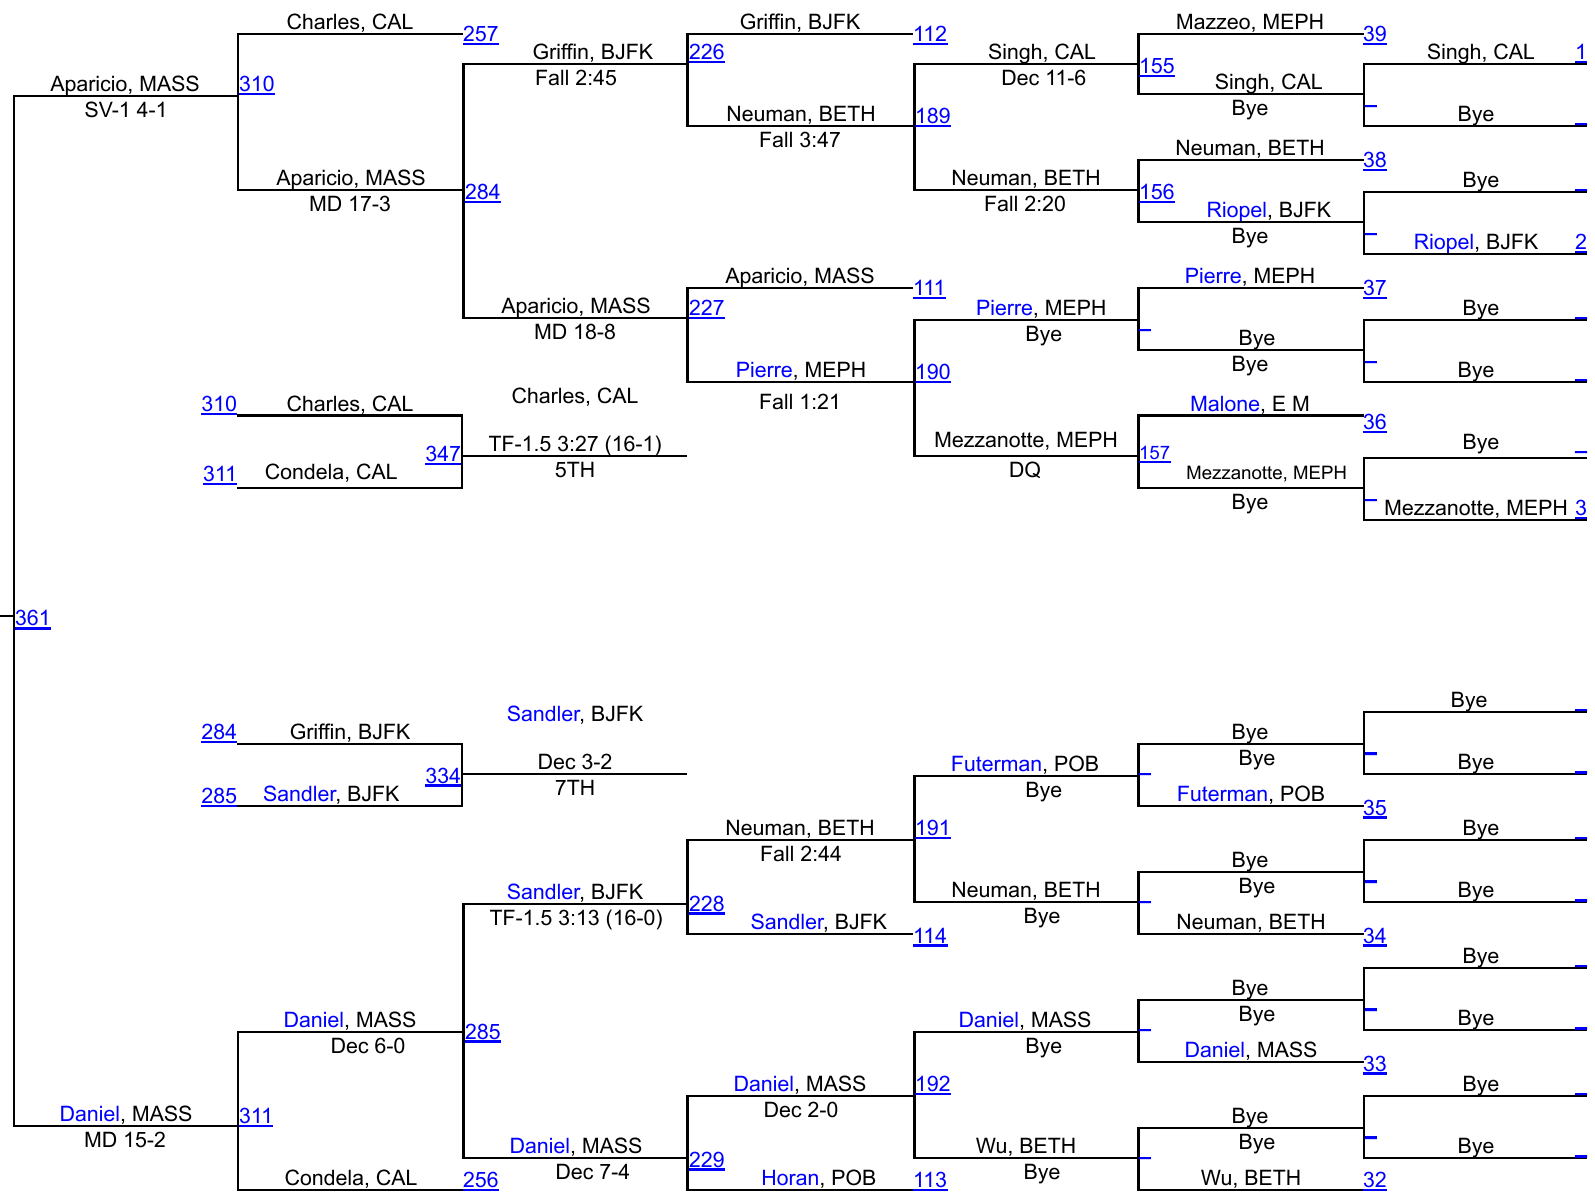 Charles, CAL
257
Griffin, BJFK
112
Mazzeo, MEPH
39
Griffin, BJFK
226
Singh, CAL
Singh, CAL
1
Fall 2:45
Dec 11-6
155
Aparicio, MASS
310
Singh, CAL
SV-1 4-1
Bye
Neuman, BETH
189
Bye
Fall 3:47
Neuman, BETH
38
Aparicio, MASS
284
Neuman, BETH
156
Bye
MD 17-3
Fall 2:20
Riopel, BJFK
Bye
Riopel, BJFK
2
Aparicio, MASS
111
Pierre, MEPH
37
Aparicio, MASS
227
Pierre, MEPH
Bye
MD 18-8
Bye
Bye
Bye
Pierre, MEPH
190
Bye
310
Charles, CAL
Charles, CAL
Fall 1:21
Malone, E M
36
347
TF-1.5 3:27 (16-1)
Mezzanotte, MEPH
157
Bye
311
Condela, CAL
5TH
DQ
Mezzanotte, MEPH
Bye
Mezzanotte, MEPH
3
361
Bye
284
Griffin, BJFK
Sandler, BJFK
Bye
334
Dec 3-2
Futerman, POB
Bye
Bye
285
Sandler, BJFK
7TH
Bye
Futerman, POB
35
Neuman, BETH
191
Bye
Fall 2:44
Bye
Sandler, BJFK
228
Neuman, BETH
Bye
Bye
TF-1.5 3:13 (16-0)
Sandler, BJFK
114
Bye
Neuman, BETH
34
Bye
Bye
Daniel, MASS
285
Daniel, MASS
Bye
Bye
Dec 6-0
Bye
Daniel, MASS
33
Daniel, MASS
192
Bye
Daniel, MASS
311
Dec 2-0
Bye
MD 15-2
Daniel, MASS
229
Wu, BETH
Bye
Bye
Dec 7-4
Bye
Condela, CAL
256
Horan, POB
113
Wu, BETH
32